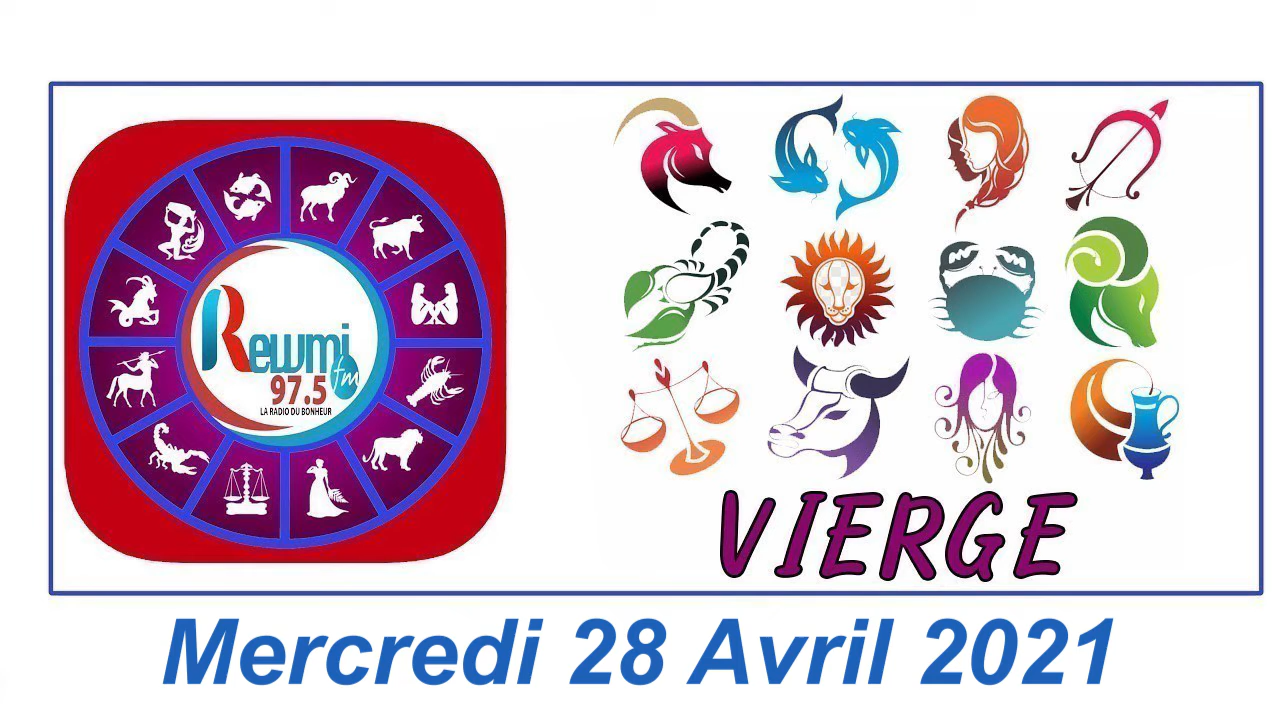 Rewmi
fm
97.5
LA RADIO DU BONHEUR
VIERGE
Mercredi 28 Avril 2021